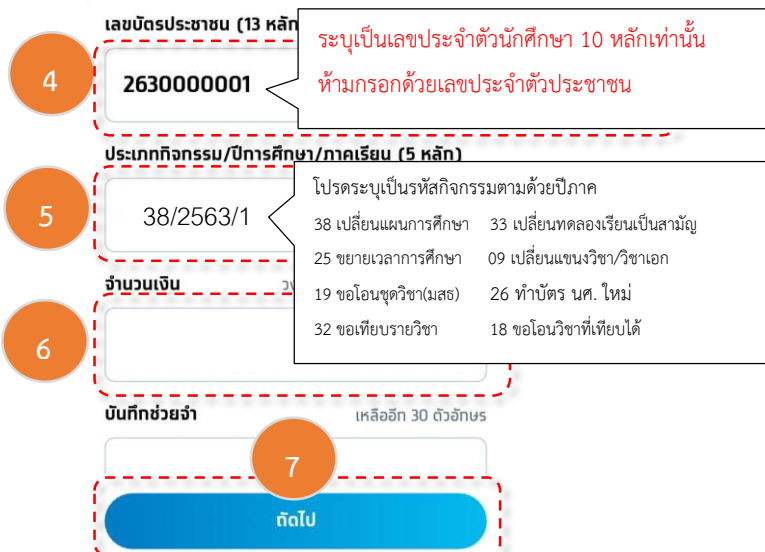 เลขบัตรประชาชน (13 หลัก
ระบุเป็นเลขประจำตัวนักศึกษา 10 หลักเท่านั้น
ห้ามกรอกด้วยเลขประจำตัวประชาชน
4
2630000001
ประเภทกิจกรรม/ปีการศึกษา/ภาคเรียน (5 หลัก)
5
38/2563/1
โปรดระบุเป็นรหัสกิจกรรมตามด้วยปีภาค
38 เปลี่ยนแผนการศึกษา 33 เปลี่ยนทดลองเรียนเป็นสามัญ
25 ขยายเวลาการศึกษา 09 เปลี่ยนแขนงวิชา/วิชาเอก
19 ขอโอนชุดวิชา(มสธ) 26 ทำบัตร นศ. ใหม่
32 ขอเทียบรายวิชา 18 ขอโอนวิชาที่เทียบได้
จำนวนเงิน
6
บันทึกช่วยจำ เหลืออีก 30 ตัวอักษร
7
ถัดไป